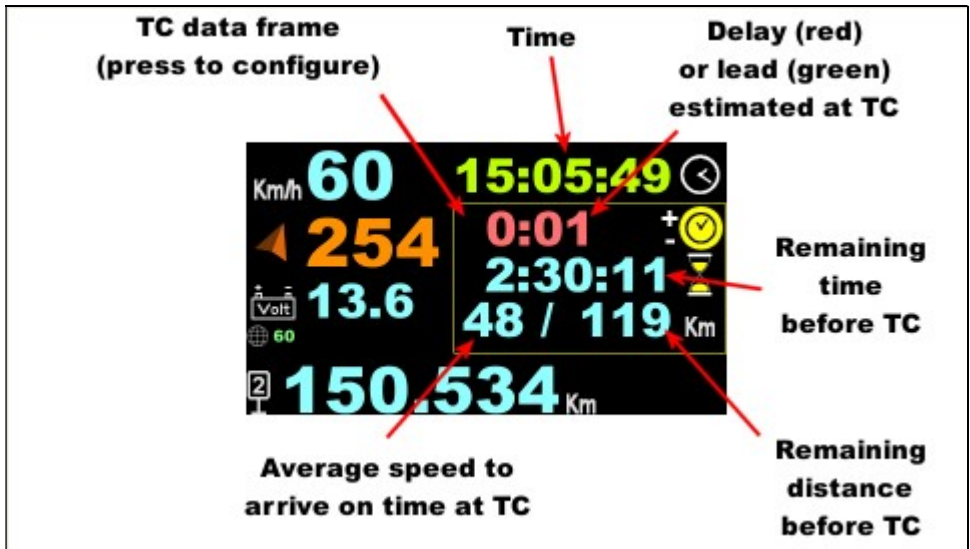 TC data frame
(press to configure)
Time
Delay (red)
or lead (green)
estimated at TC
Km/h 60
15:05:49
254
0:01
+
-
2:30:11
Remaining
time
before TC
+ -
Volt 13.6
48 / 119 Km
60
2 150.534 Km
Average speed to
arrive on time at TC
Remaining
distance
before TC